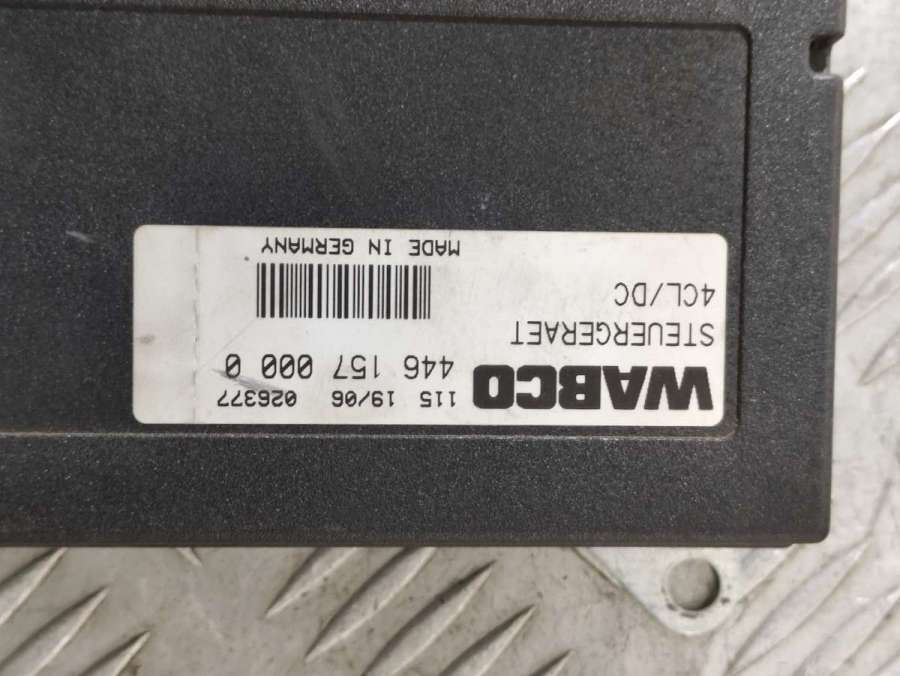 WABCO
115 19/06 026377
446 157 000 0
STEUERGERAET
4CL/DC
MADE IN GERMANY